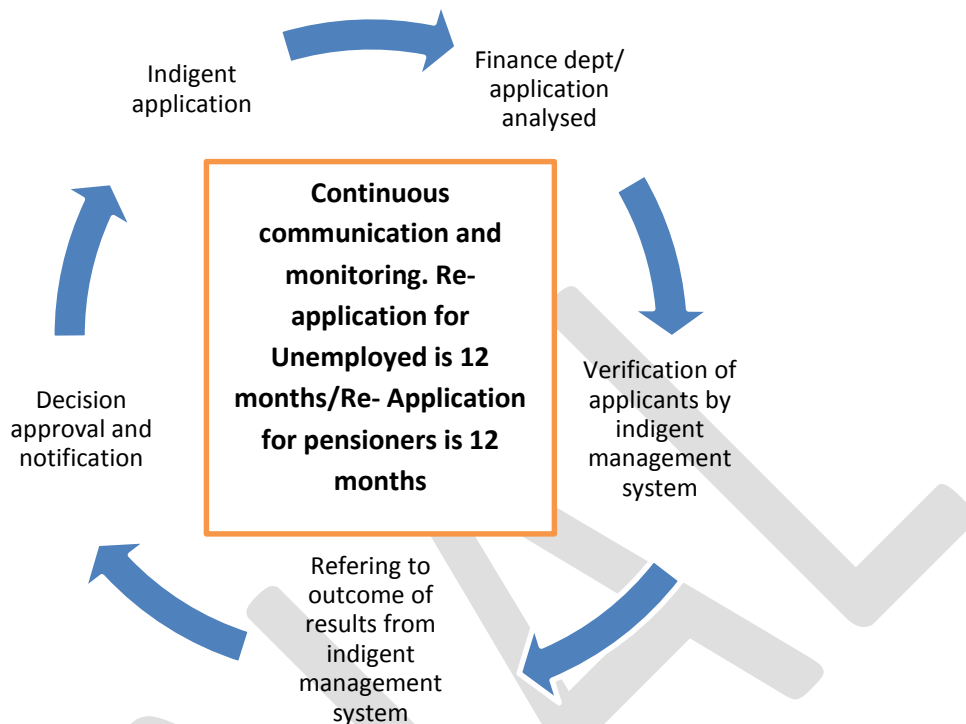 Indigent
application
Finance dept/
application
analysed
Continuous
communication and
monitoring. Re-
application for
Unemployed is 12
months/Re- Application
for pensioners is 12
months
Verification of
applicants by
indigent
management
system
Refering to
outcome of
results from
indigent
management
system
Decision
approval and
notification